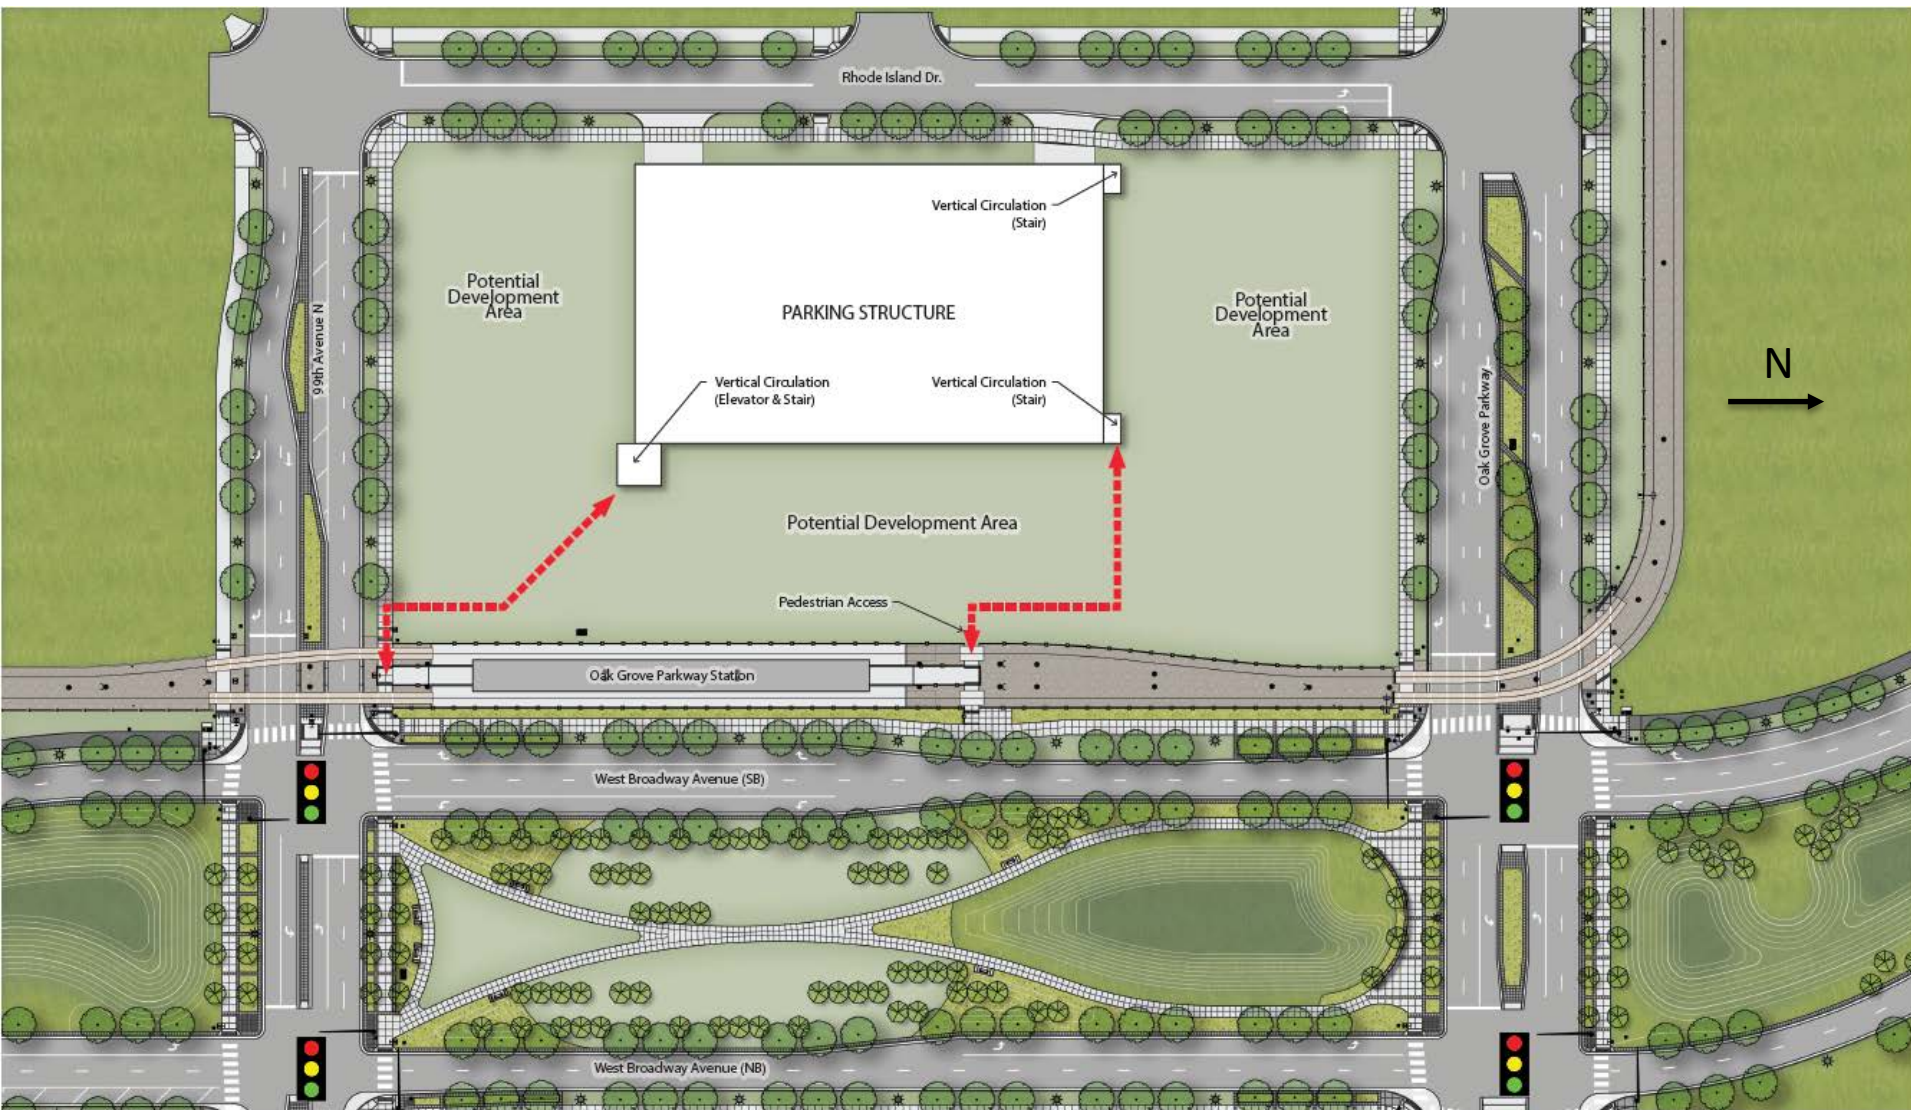 Rhode Island Dr.
Vertical Circulation
(Stair)
Potential
Development
Area
PARKING STRUCTURE
Potential
Development
Area
99th Avenue N
Vertical Circulation
(Elevator & Stair)
Vertical Circulation
(Stair)
Oak Grove Parkway
N
Potential Development Area
Pedestrian Access
Oak Grove Parkway Station
West Broadway Avenue (SB)
West Broadway Avenue (NB)